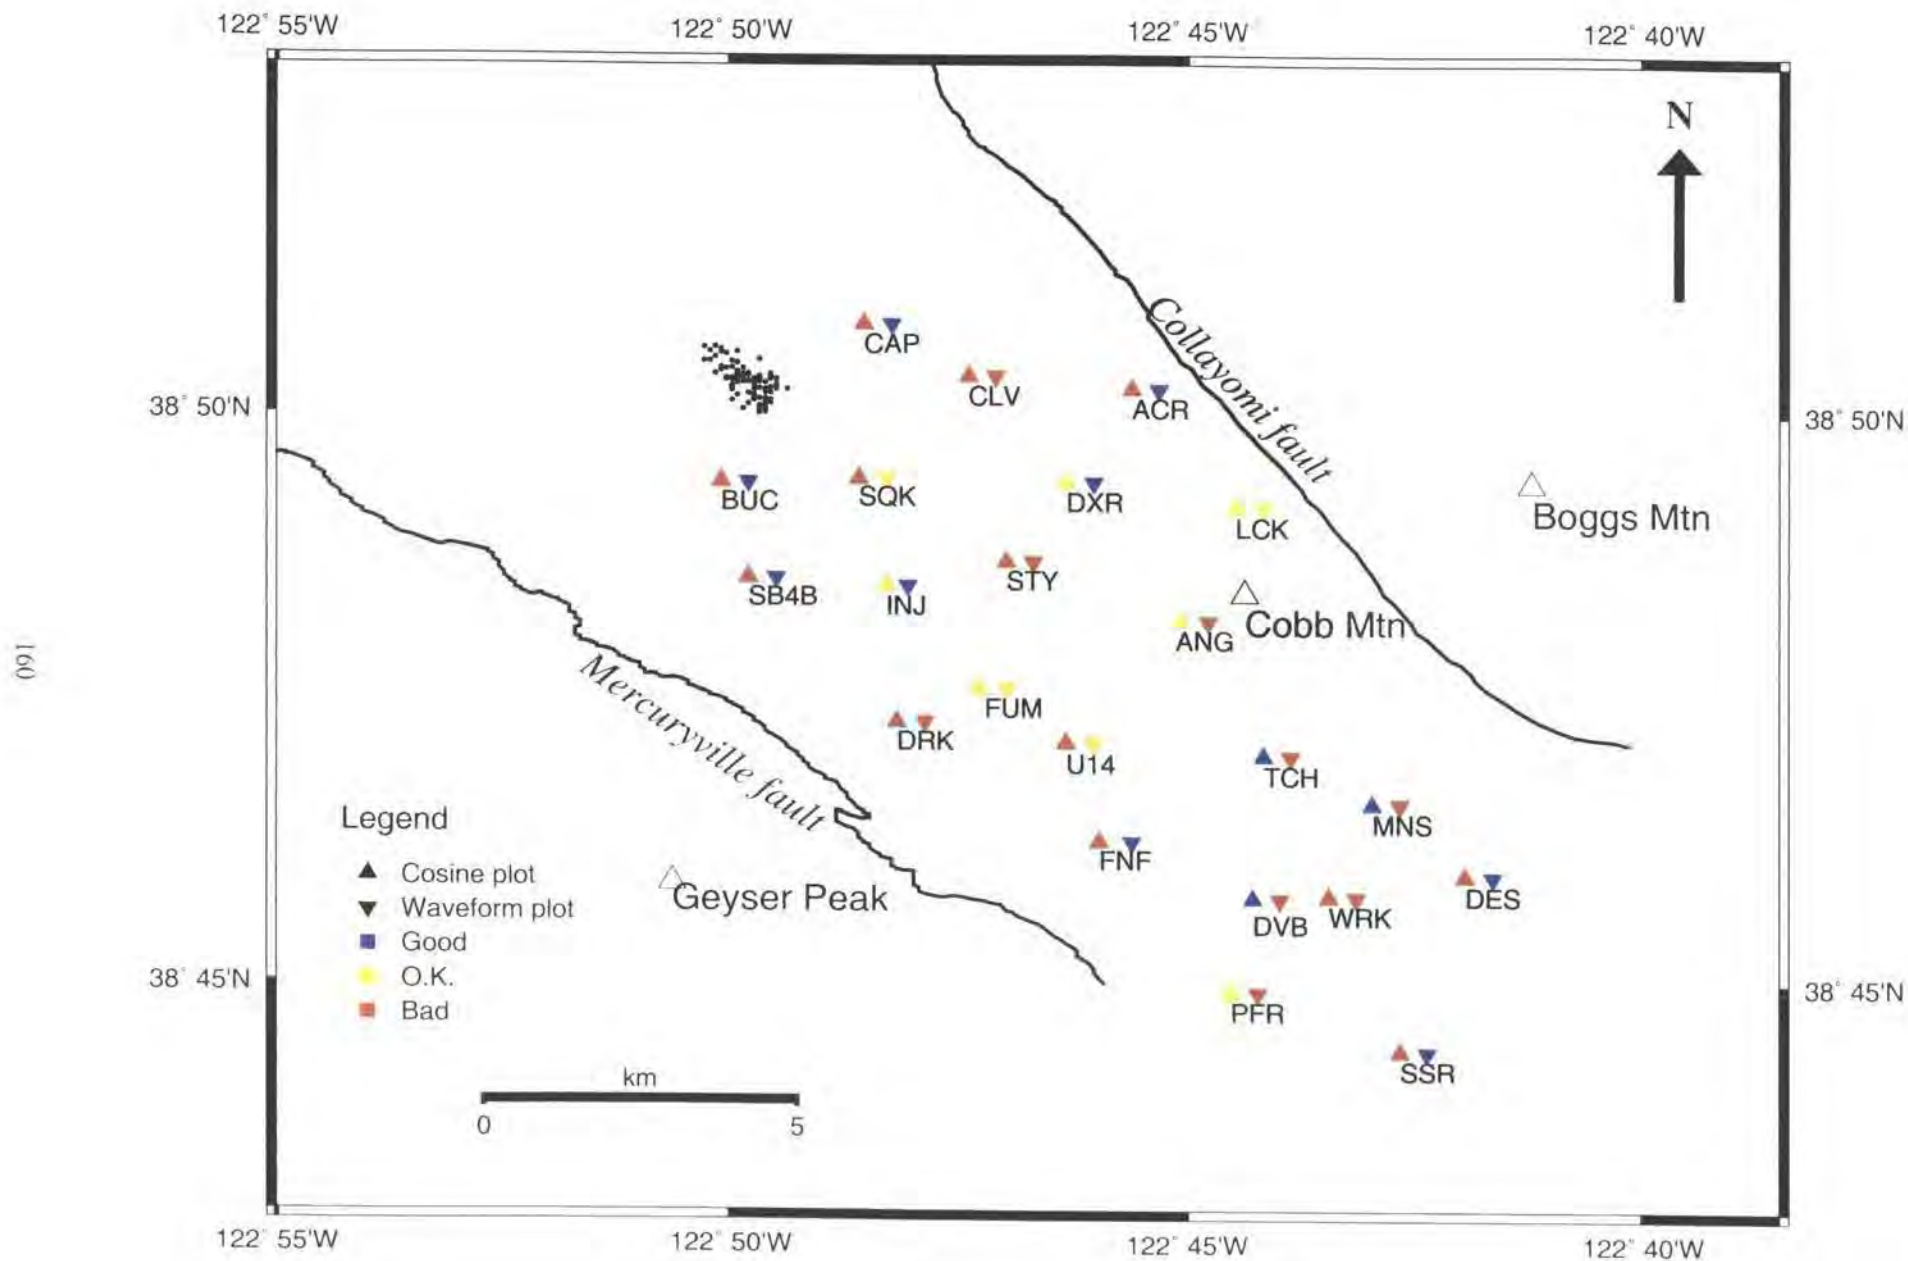 122° 55'W
122° 50'W
122° 45'W
122° 40'W
N
Collayomi fault
CAP
CLV
ACR
38° 50'N
38° 50'N
BUC
SQK
DXR
LCK
Boggs Mtn
SB4B
INJ
STY
ANG
Cobb Mtn
160
Mercuryville fault
FUM
DRK
U14
TCH
MNS
FNF
DES
DVB
WRK
Geyser Peak
Legend
Cosine plot
Waveform plot
Good
O.K.
Bad
38° 45'N
38° 45'N
PFR
SSR
km
0
5
122° 55'W
122° 50'W
122° 45'W
122° 40'W